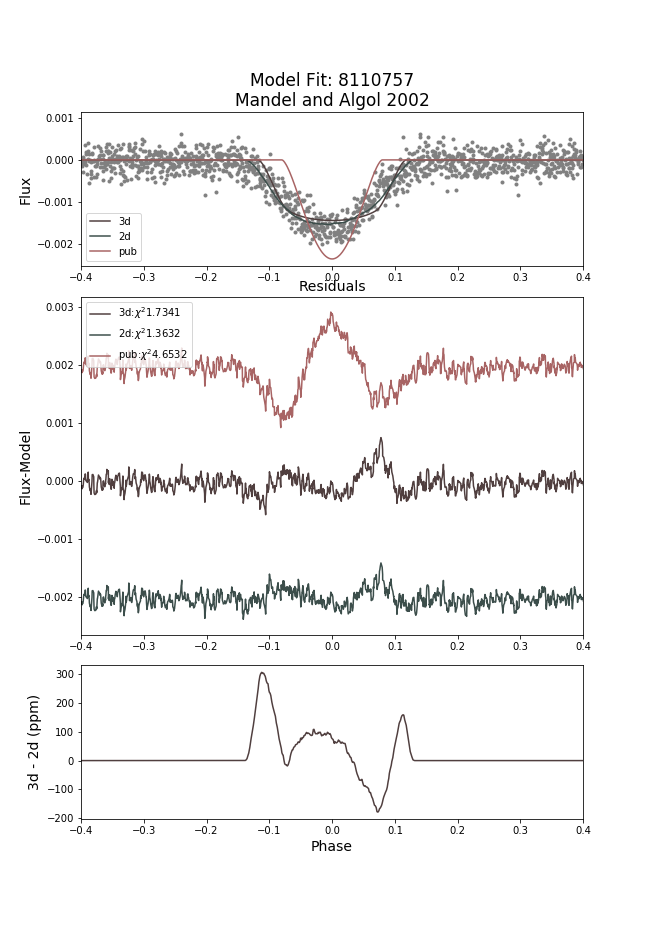 Model Fit: 8110757
Mandel and Algol 2002
0.001
0.000
−0.001
−0.002
Flux
3d
2d
pub
−0.4 −0.3 −0.2 −0.1 0.0 0.1 0.2 0.3 0.4
Residuals
0.003
0.002
0.001
0.000
−0.001
−0.002
Flux-Model
3d:χ²1.7341
2d:χ²1.3632
pub:χ²4.6532
−0.4 −0.3 −0.2 −0.1 0.0 0.1 0.2 0.3 0.4
300
200
100
0
−100
−200
3d - 2d (ppm)
−0.4 −0.3 −0.2 −0.1 0.0 0.1 0.2 0.3 0.4
Phase